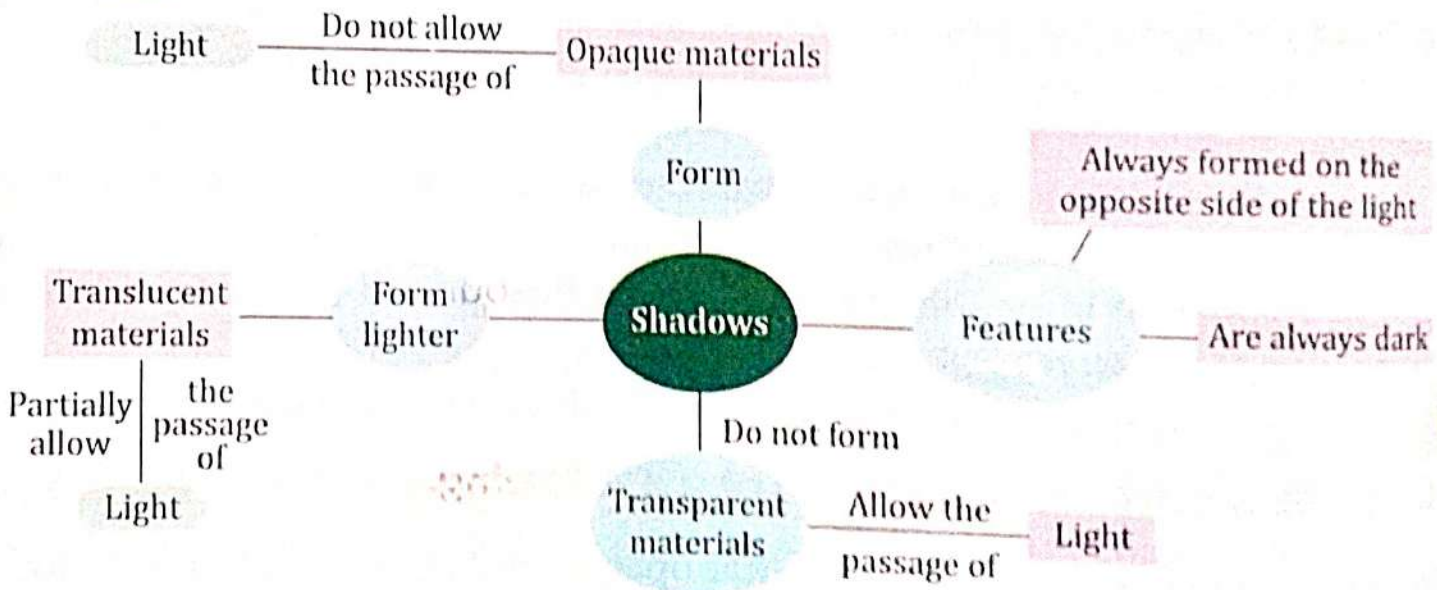 Light
Do not allow
the passage of
Opaque materials
Form
Always formed on the
opposite side of the light
Translucent
materials
Form
lighter
Shadows
Features
Are always dark
Partially
allow
the
passage
of
Light
Do not form
Transparent
materials
Allow the
passage of
Light